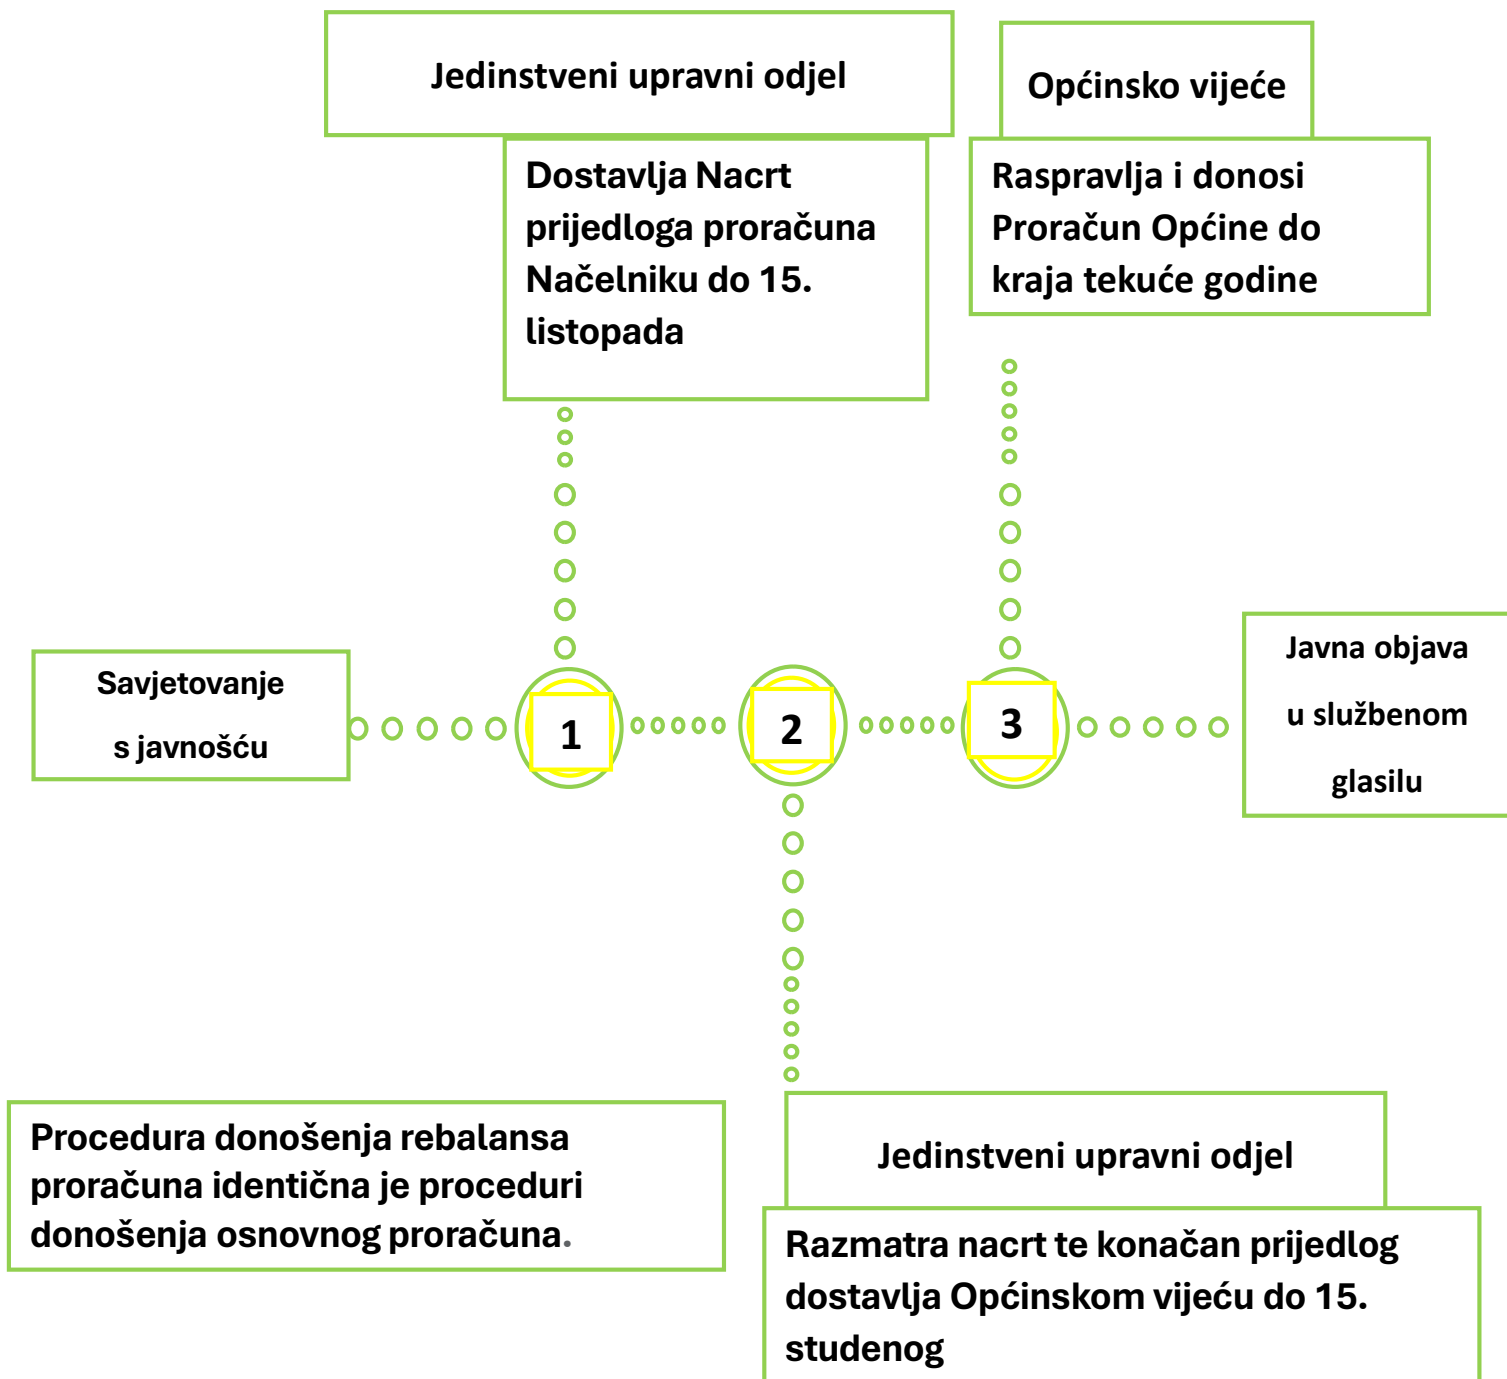 Jedinstveni upravni odjel
Dostavlja Nacrt
prijedloga proračuna
Načelniku do 15.
listopada
Općinsko vijeće
Raspravlja i donosi
Proračun Općine do
kraja tekuće godine
Savjetovanje
s javnošću
1
2
3
Javna objava
u službenom
glasilu
Procedura donošenja rebalansa
proračuna identična je proceduri
donošenja osnovnog proračuna.
Jedinstveni upravni odjel
Razmatra nacrt te konačan prijedlog
dostavlja Općinskom vijeću do 15.
studenog